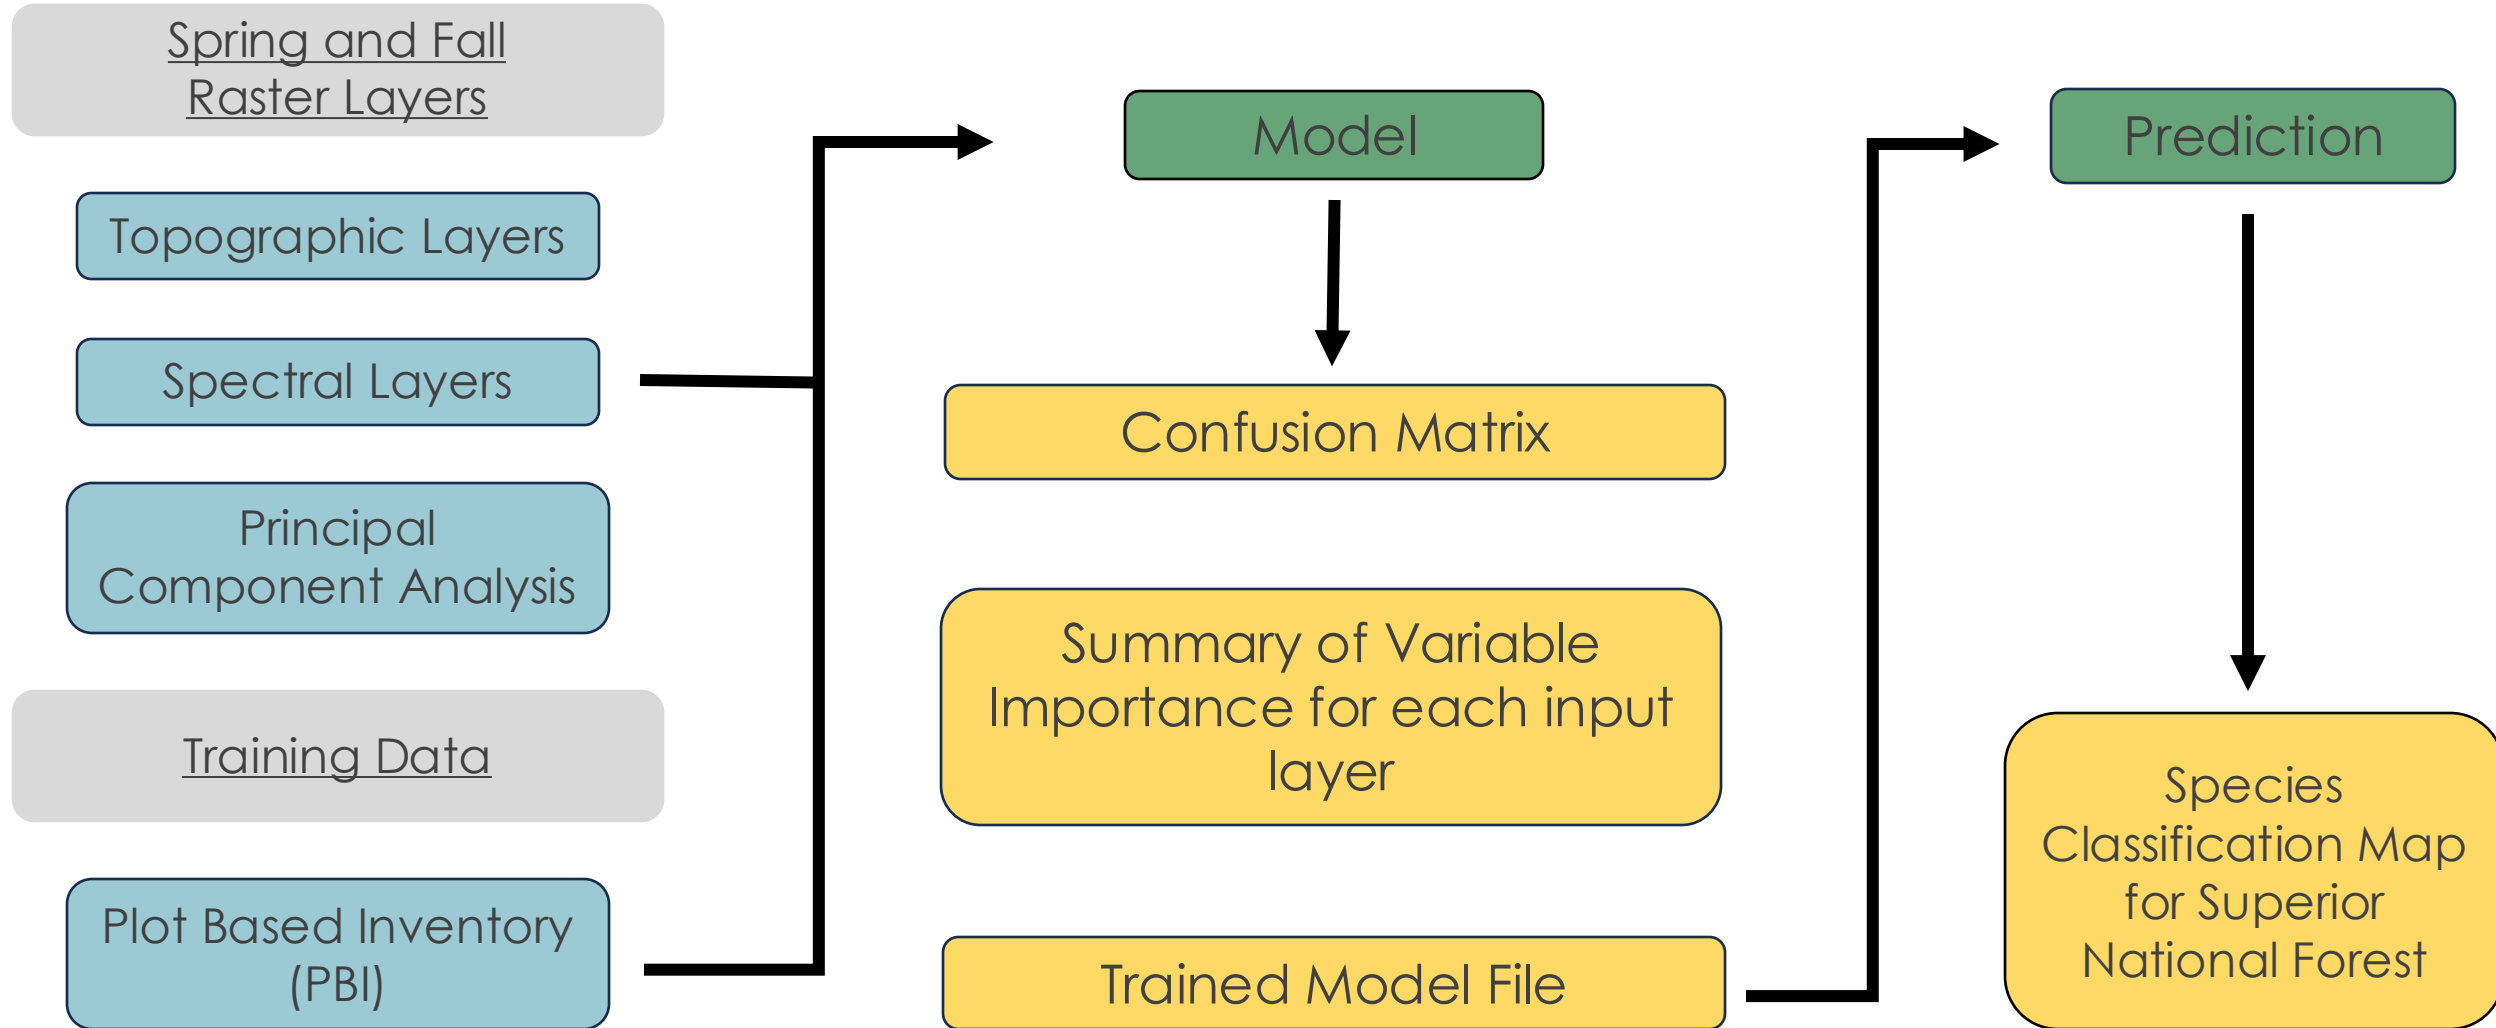 Spring and Fall
Raster Layers
Topographic Layers
Spectral Layers
Principal
Component Analysis
Training Data
Plot Based Inventory
(PBI)
Model
Confusion Matrix
Summary of Variable
Importance for each input
layer
Trained Model File
Prediction
Species
Classification Map
for Superior
National Forest